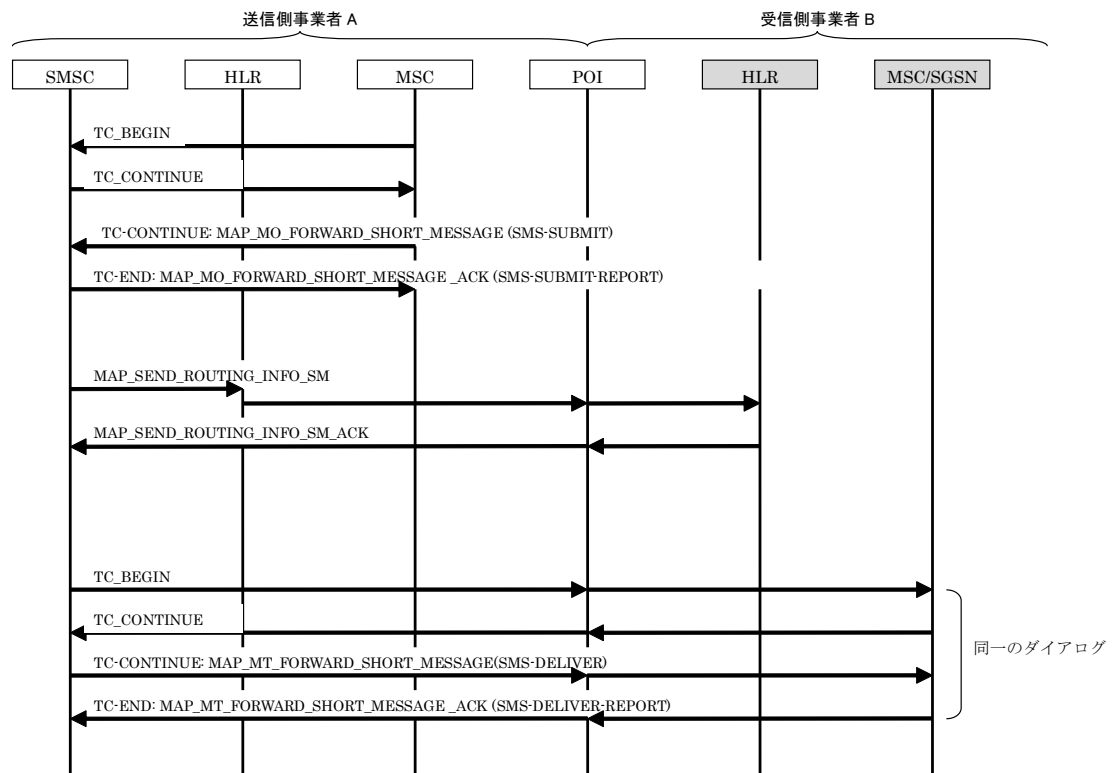 送信側事業者 A
受信側事業者 B
SMSC
HLR
MSC
POI
HLR
MSC/SGSN
TC_BEGIN
TC_CONTINUE
TC-CONTINUE: MAP_MO_FORWARD_SHORT_MESSAGE (SMS-SUBMIT)
TC-END: MAP_MO_FORWARD_SHORT_MESSAGE _ACK (SMS-SUBMIT-REPORT)
MAP_SEND_ROUTING_INFO_SM
MAP_SEND_ROUTING_INFO_SM_ACK
TC_BEGIN
TC_CONTINUE
同一のダイアログ
TC-CONTINUE: MAP_MT_FORWARD_SHORT_MESSAGE(SMS-DELIVER)
TC-END: MAP_MT_FORWARD_SHORT_MESSAGE _ACK (SMS-DELIVER-REPORT)